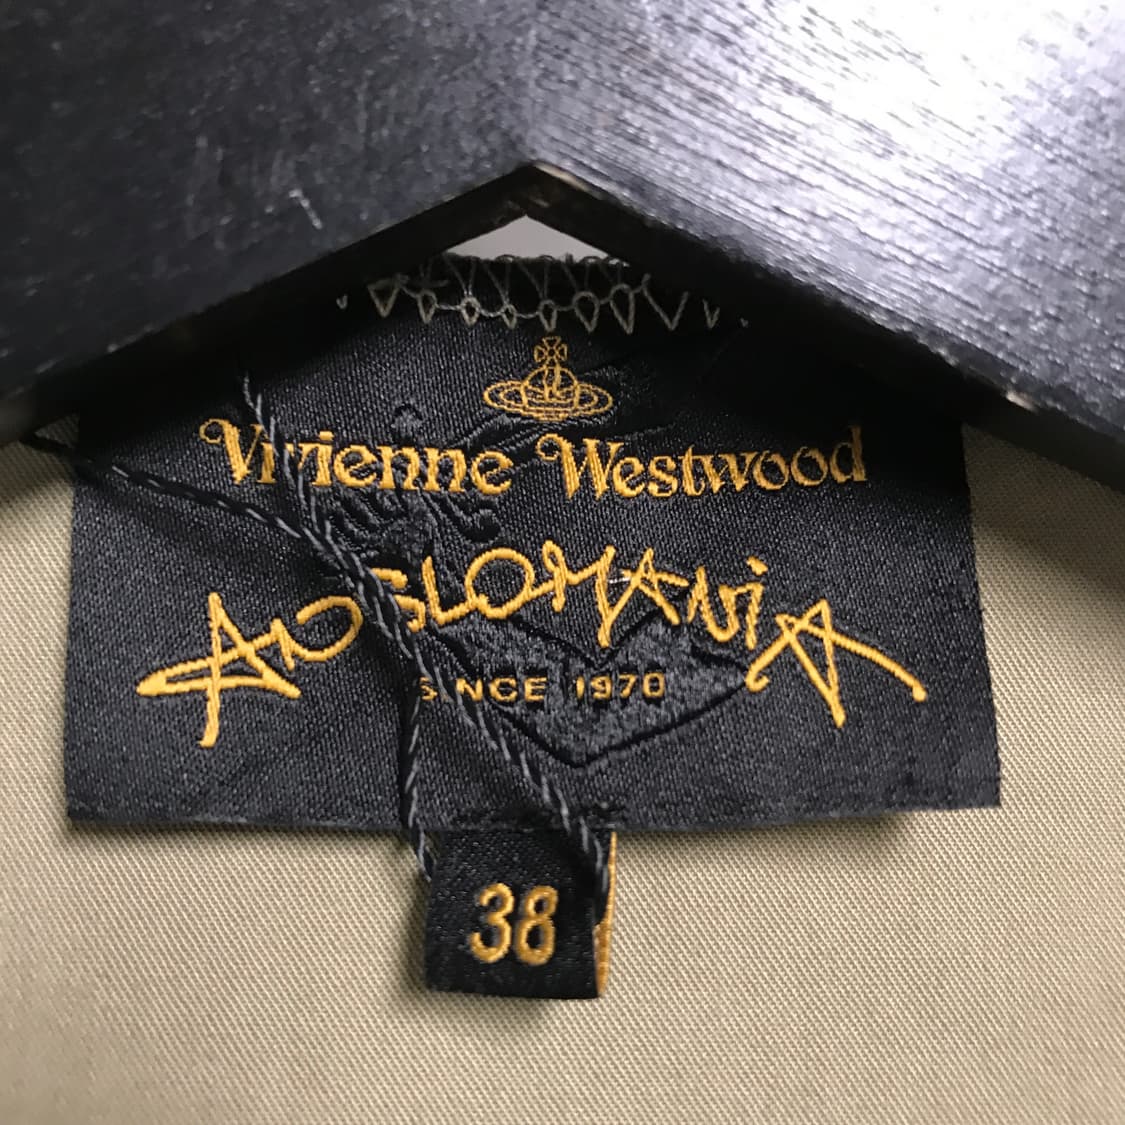 Vivienne Westwood
ANGLOMANiA
SINCE 1970
38